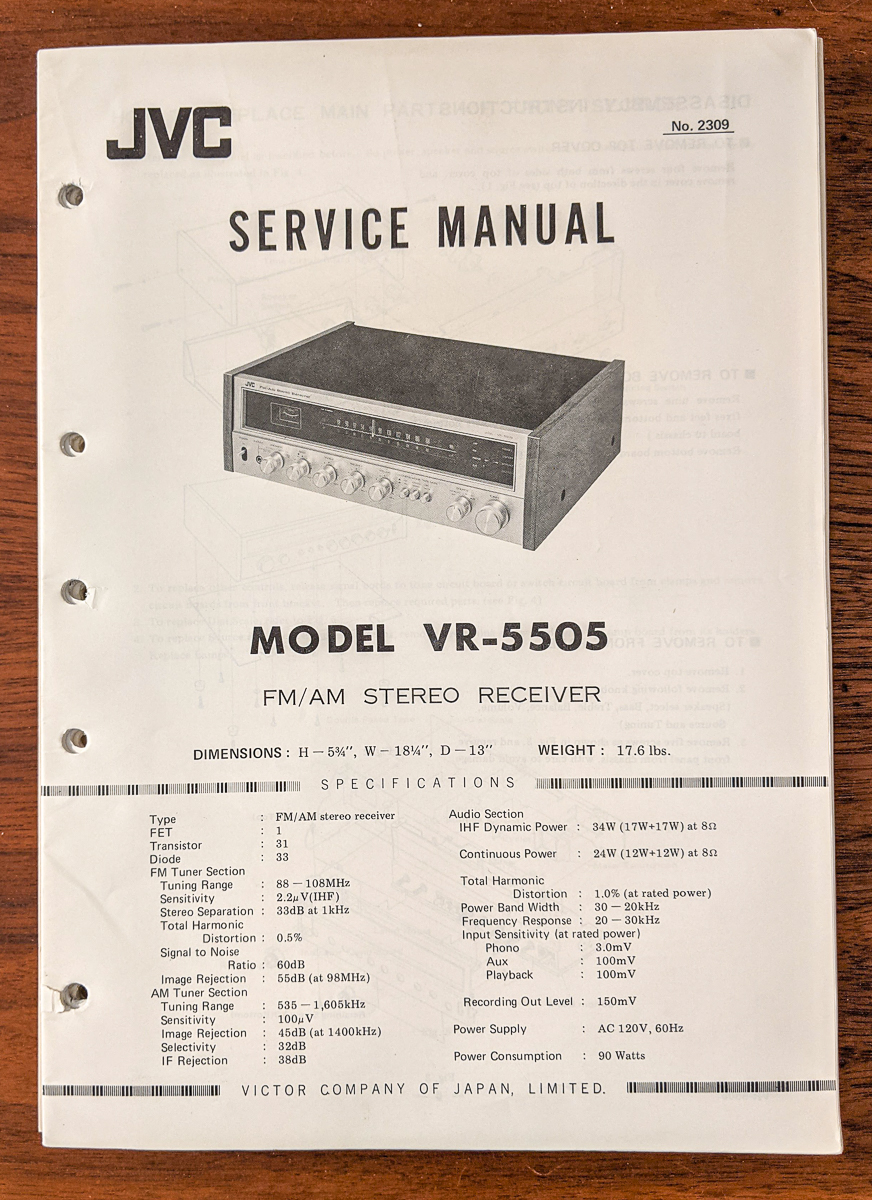 JVC
No. 2309
SERVICE MANUAL
JVC FM/AM Stereo Receiver
MODEL VR-5505
FM/AM STEREO RECEIVER
DIMENSIONS : H – 5¾″, W – 18¼″, D – 13″ WEIGHT : 17.6 lbs.
SPECIFICATIONS
Type : FM/AM stereo receiver
FET : 1
Transistor : 31
Diode : 33
FM Tuner Section
Tuning Range : 88 – 108MHz
Sensitivity : 2.2μV(IHF)
Stereo Separation : 33dB at 1kHz
Total Harmonic
Distortion : 0.5%
Signal to Noise
Ratio : 60dB
Image Rejection : 55dB (at 98MHz)
AM Tuner Section
Tuning Range : 535 – 1,605kHz
Sensitivity : 100μV
Image Rejection : 45dB (at 1400kHz)
Selectivity : 32dB
IF Rejection : 38dB
Audio Section
IHF Dynamic Power : 34W (17W+17W) at 8Ω
Continuous Power : 24W (12W+12W) at 8Ω
Total Harmonic
Distortion : 1.0% (at rated power)
Power Band Width : 30 – 20kHz
Frequency Response : 20 – 30kHz
Input Sensitivity (at rated power)
Phono : 3.0mV
Aux : 100mV
Playback : 100mV
Recording Out Level : 150mV
Power Supply : AC 120V, 60Hz
Power Consumption : 90 Watts
VICTOR COMPANY OF JAPAN, LIMITED.